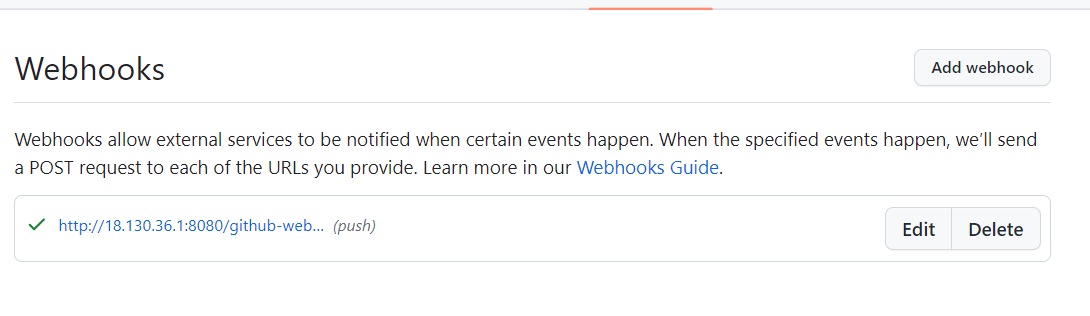 Webhooks
Add webhook
Webhooks allow external services to be notified when certain events happen. When the specified events happen, we’ll send
a POST request to each of the URLs you provide. Learn more in our Webhooks Guide.
http://18.130.36.1:8080/github-web... (push)
Edit
Delete